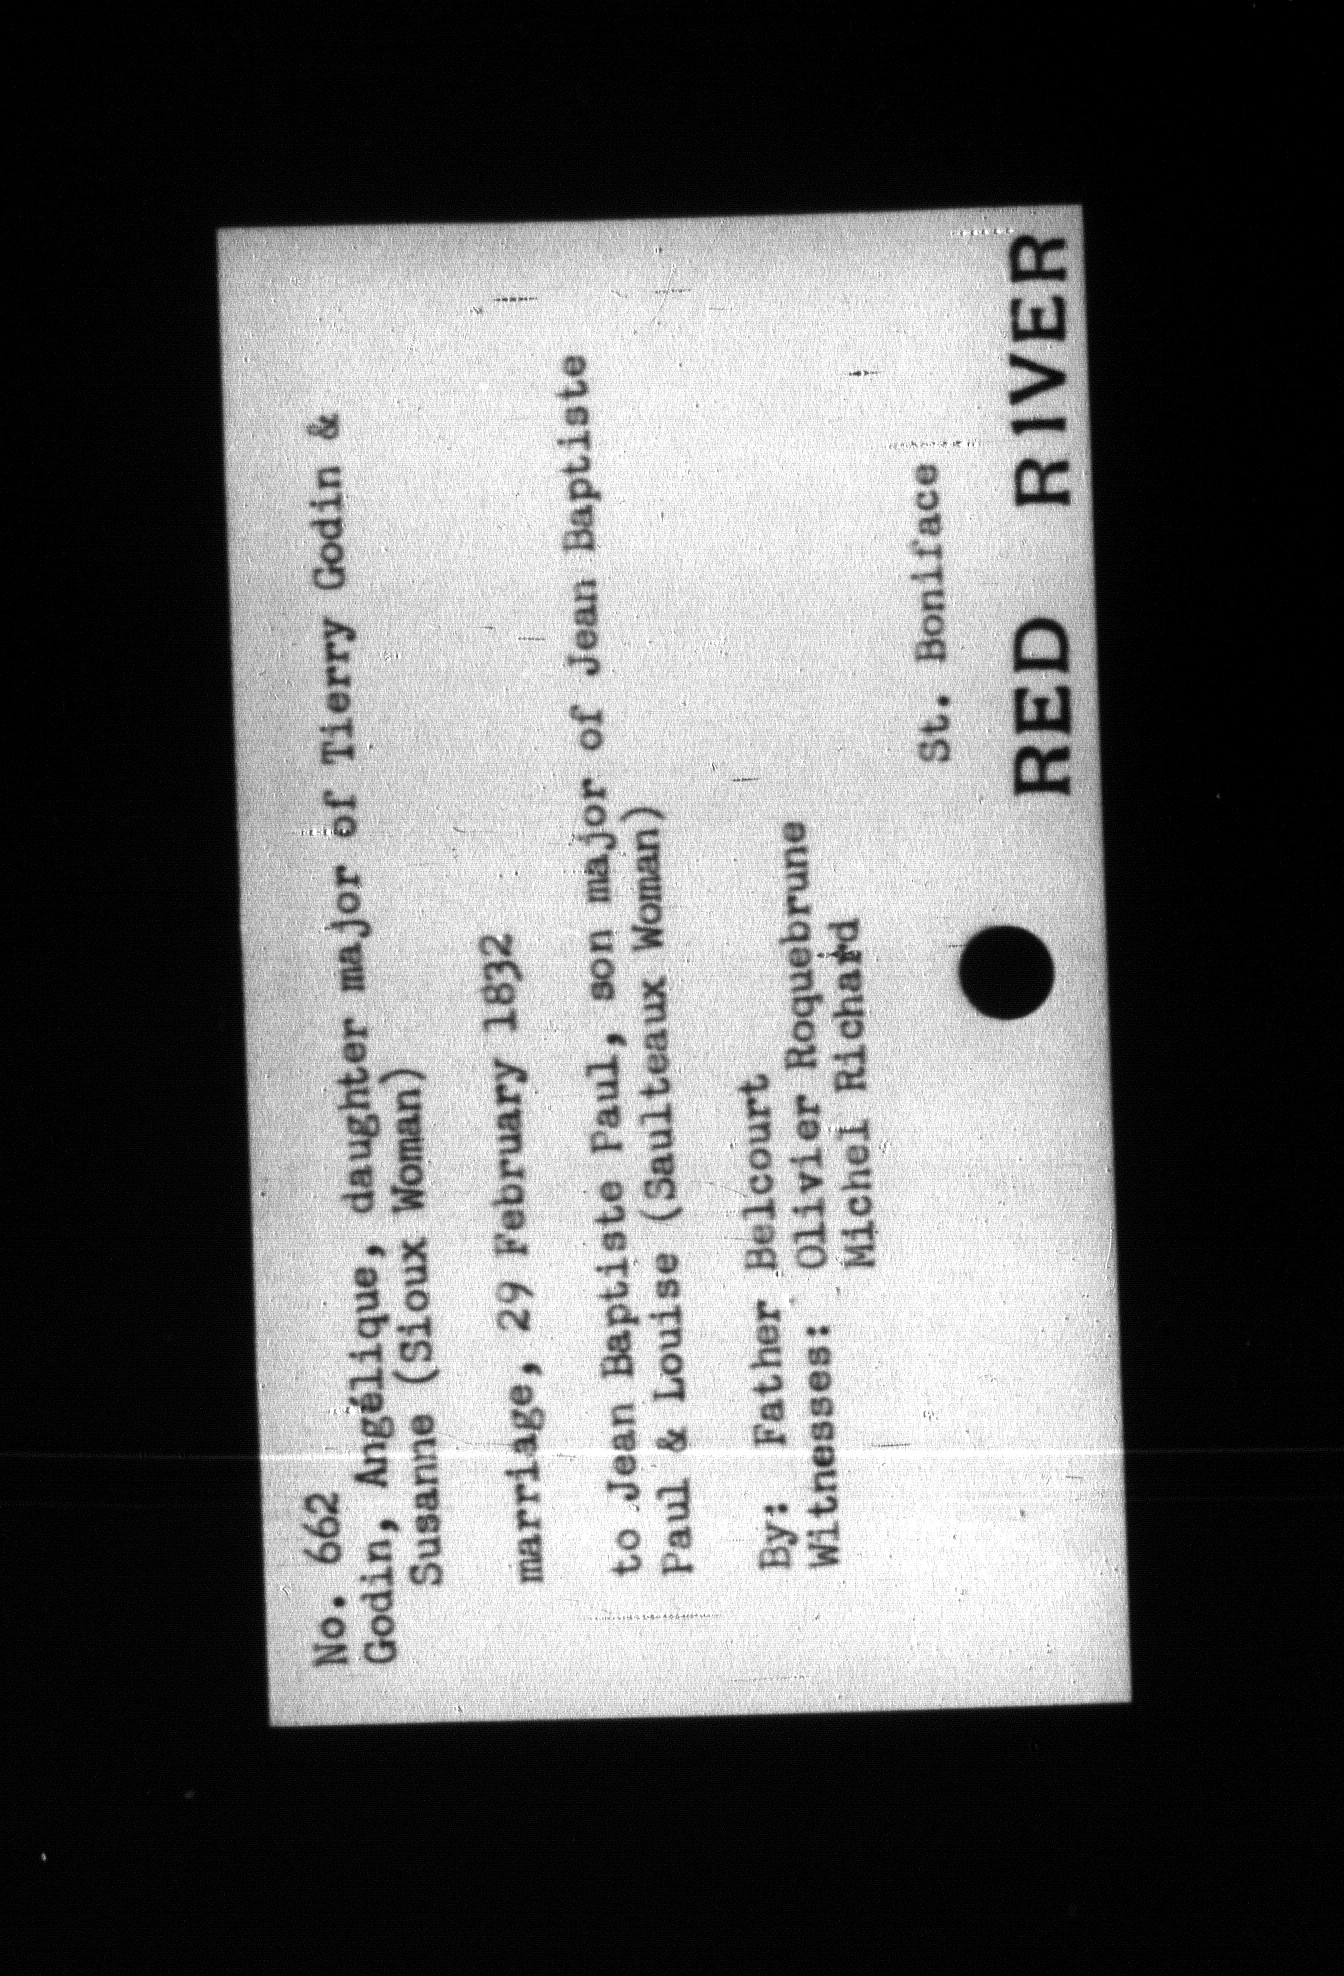 No. 662
Godin, Angélique, daughter major of Tierry Godin &
Susanne (Sioux Woman)
marriage, 29 February 1832
to Jean Baptiste Paul, son major of Jean Baptiste
Paul & Louise (Saulteaux Woman)
By: Father Belcourt
Witnesses: Olivier Roquebrune
Michel Richard
St. Boniface
RED RIVER